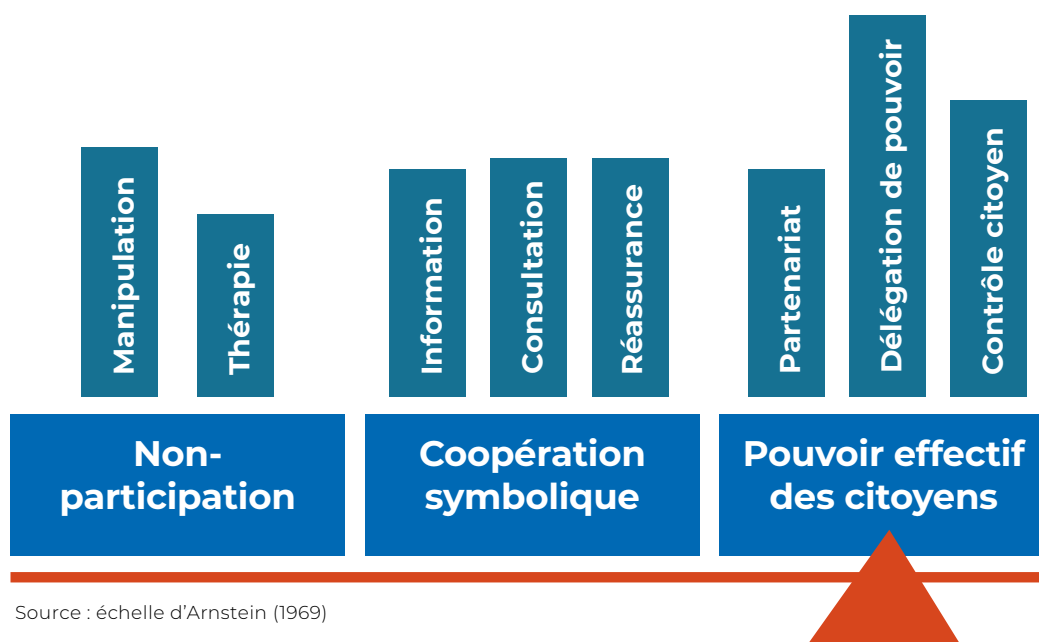 Manipulation
Thérapie
Information
Consultation
Réassurance
Partenariat
Délégation de pouvoir
Contrôle citoyen
Non-
participation
Coopération
symbolique
Pouvoir effectif
des citoyens
Source : échelle d’Arnstein (1969)